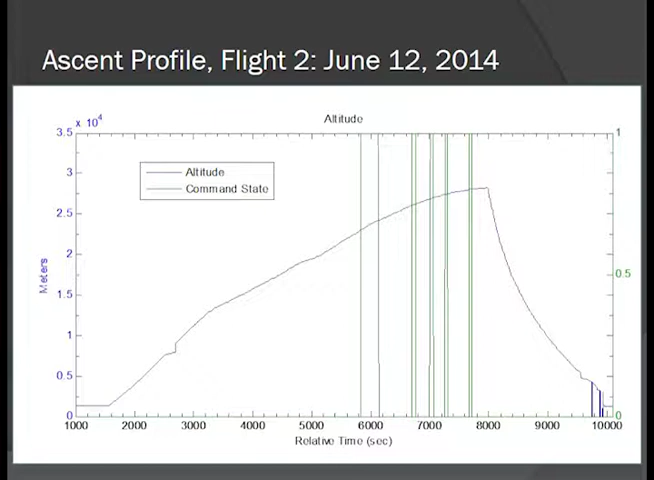 Ascent Profile, Flight 2: June 12, 2014
Altitude
x 10^4
3.5
3
2.5
2
1.5
1
0.5
0
Meters
Altitude
Command State
1
0.5
0
1000 2000 3000 4000 5000 6000 7000 8000 9000 10000
Relative Time (sec)